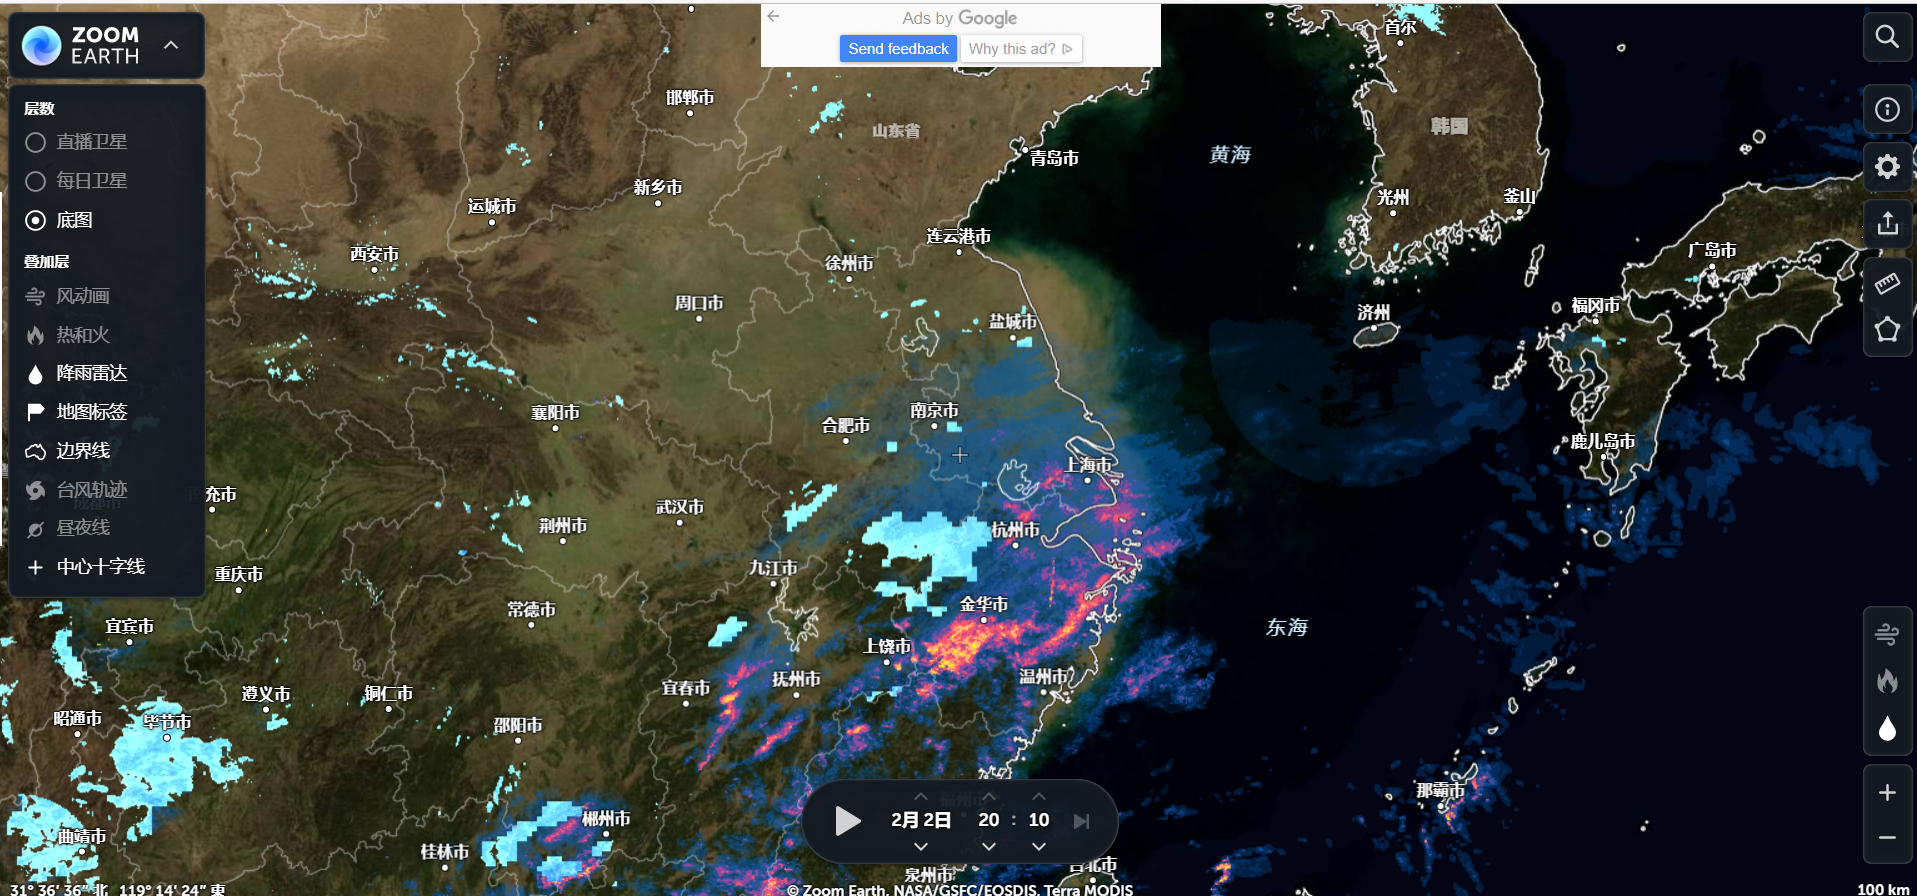 ZOOM
EARTH
层数
直播卫星
每日卫星
底图
叠加层
风动画
热和火
降雨雷达
地图标签
边界线
台风轨迹
昼夜线
中心十字线
Ads by Google
Send feedback
Why this ad?
首尔
邯郸市
山东省
韩国
青岛市
黄海
新乡市
运城市
光州
釜山
连云港市
西安市
徐州市
广岛市
周口市
济州
福冈市
盐城市
襄阳市
南京市
合肥市
鹿儿岛市
上海市
充市
武汉市
荆州市
杭州市
九江市
重庆市
常德市
金华市
宜宾市
东海
上饶市
温州市
抚州市
宜春市
遵义市
铜仁市
昭通市
毕节市
邵阳市
那霸市
福州市
2月 2日 20 : 10
郴州市
曲靖市
桂林市
台北市
泉州市
31° 36' 36" 北, 119° 14' 24" 東
© Zoom Earth, NASA/GSFC/EOSDIS, Terra MODIS
100 km